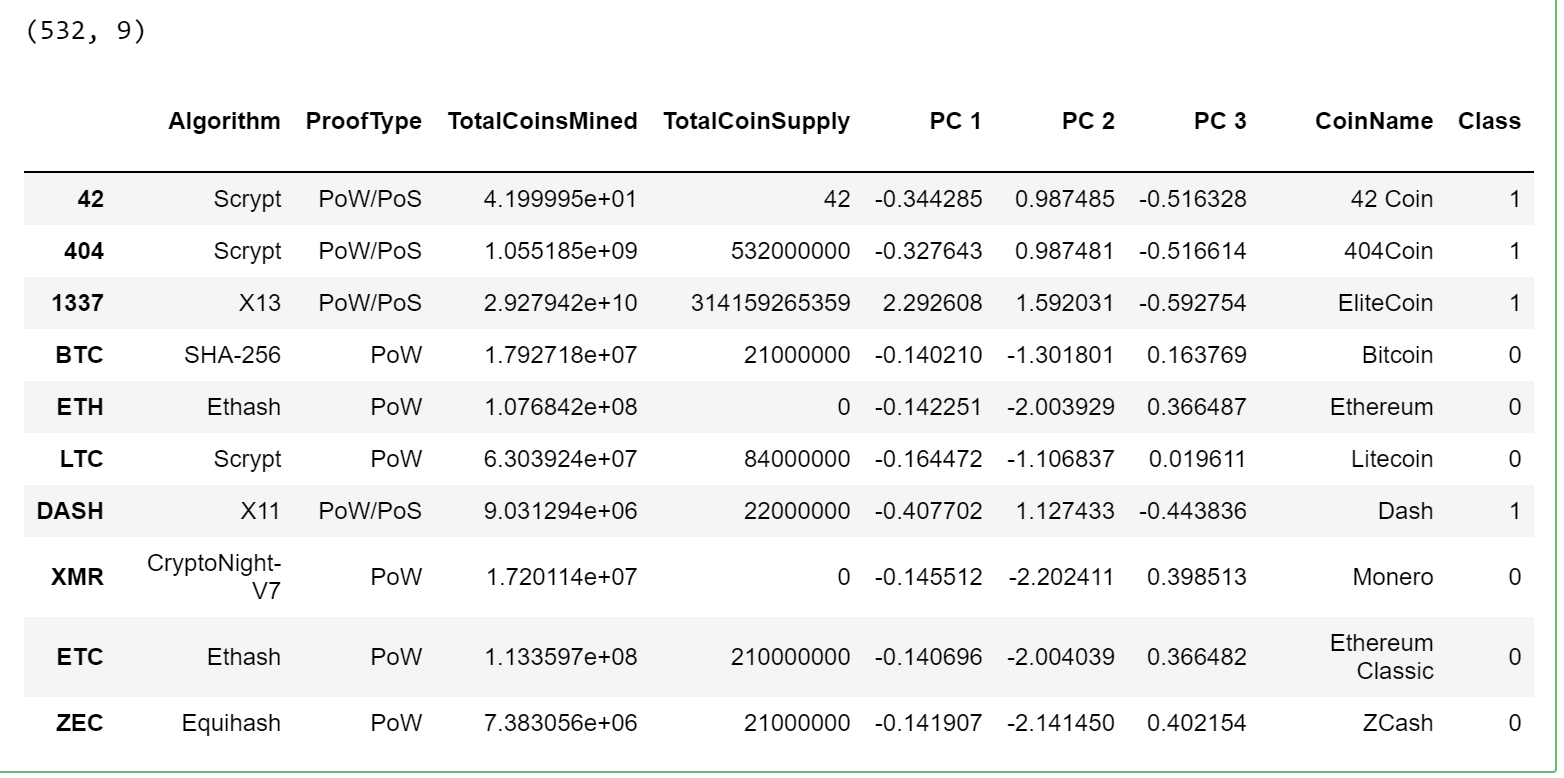 (532, 9)
Algorithm ProofType TotalCoinsMined TotalCoinSupply PC 1 PC 2 PC 3 CoinName Class
42 Scrypt PoW/PoS 4.199995e+01 42 -0.344285 0.987485 -0.516328 42 Coin 1
404 Scrypt PoW/PoS 1.055185e+09 532000000 -0.327643 0.987481 -0.516614 404Coin 1
1337 X13 PoW/PoS 2.927942e+10 314159265359 2.292608 1.592031 -0.592754 EliteCoin 1
BTC SHA-256 PoW 1.792718e+07 21000000 -0.140210 -1.301801 0.163769 Bitcoin 0
ETH Ethash PoW 1.076842e+08 0 -0.142251 -2.003929 0.366487 Ethereum 0
LTC Scrypt PoW 6.303924e+07 84000000 -0.164472 -1.106837 0.019611 Litecoin 0
DASH X11 PoW/PoS 9.031294e+06 22000000 -0.407702 1.127433 -0.443836 Dash 1
XMR CryptoNight-
V7 PoW 1.720114e+07 0 -0.145512 -2.202411 0.398513 Monero 0
ETC Ethash PoW 1.133597e+08 210000000 -0.140696 -2.004039 0.366482 Ethereum
Classic 0
ZEC Equihash PoW 7.383056e+06 21000000 -0.141907 -2.141450 0.402154 ZCash 0